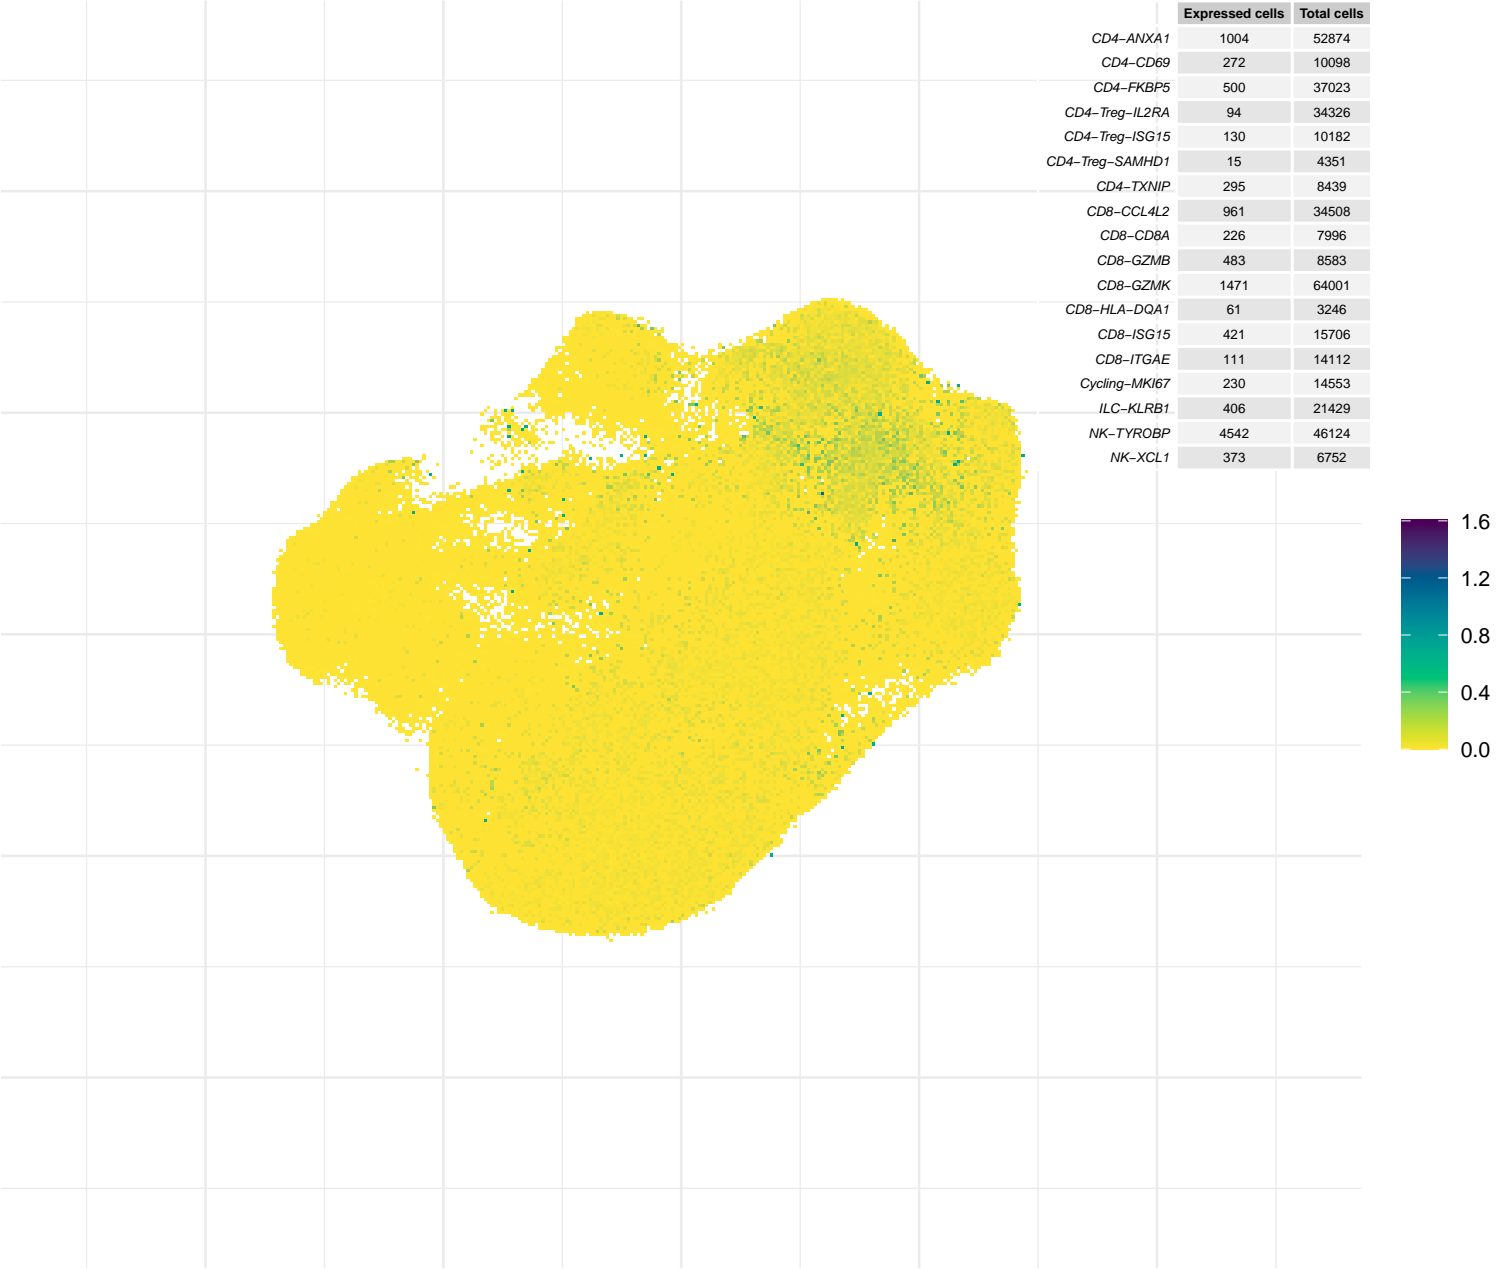 Expressed cells Total cells
CD4−ANXA1 1004 52874
CD4−CD69 272 10098
CD4−FKBP5 500 37023
CD4−Treg−IL2RA 94 34326
CD4−Treg−ISG15 130 10182
CD4−Treg−SAMHD1 15 4351
CD4−TXNIP 295 8439
CD8−CCL4L2 961 34508
CD8−CD8A 226 7996
CD8−GZMB 483 8583
CD8−GZMK 1471 64001
CD8−HLA−DQA1 61 3246
CD8−ISG15 421 15706
CD8−ITGAE 111 14112
Cycling−MKI67 230 14553
ILC−KLRB1 406 21429
NK−TYROBP 4542 46124
NK−XCL1 373 6752
1.6
1.2
0.8
0.4
0.0